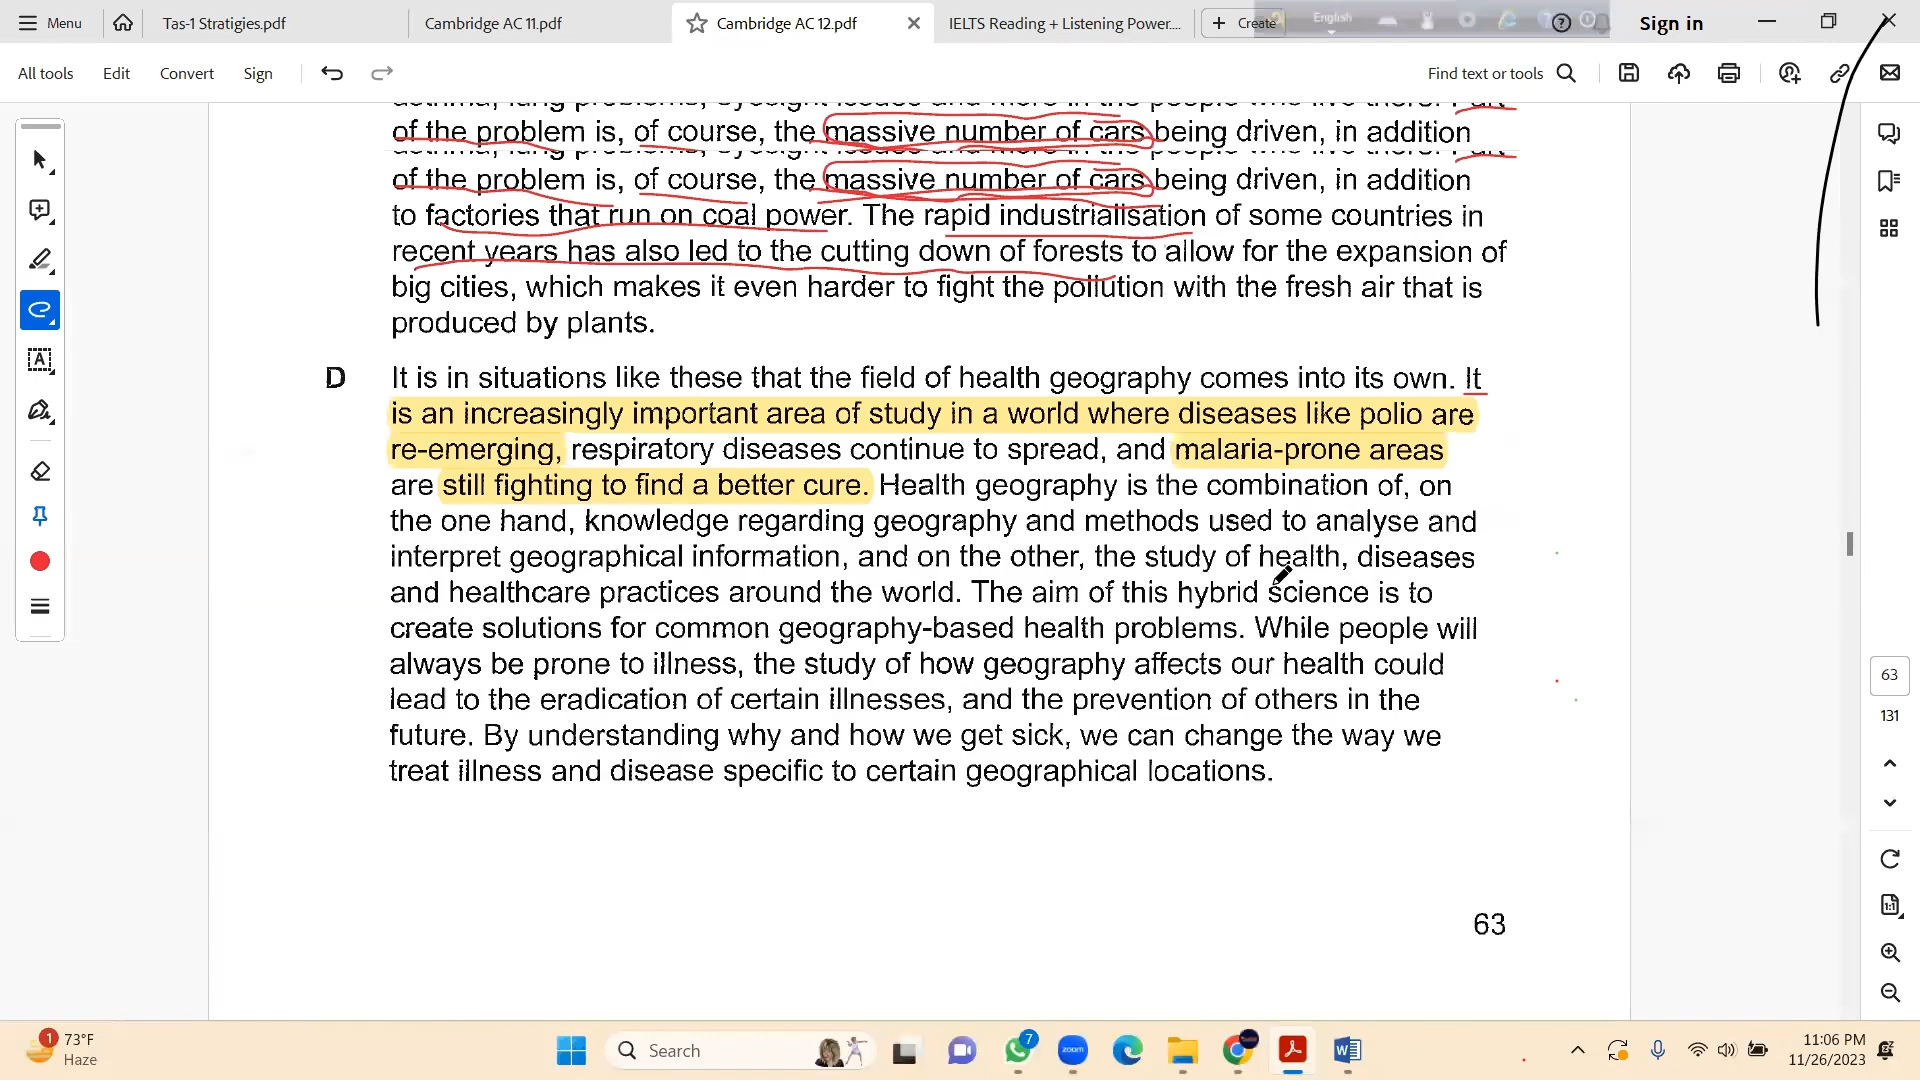 Menu
Tas-1 Stratigies.pdf
Cambridge AC 11.pdf
Cambridge AC 12.pdf
IELTS Reading + Listening Power....
Create
English
Sign in
All tools
Edit
Convert
Sign
Find text or tools
of the problem is, of course, the massive number of cars being driven, in addition
of the problem is, of course, the massive number of cars being driven, in addition
to factories that run on coal power. The rapid industrialisation of some countries in
recent years has also led to the cutting down of forests to allow for the expansion of
big cities, which makes it even harder to fight the pollution with the fresh air that is
produced by plants.
D It is in situations like these that the field of health geography comes into its own. It
is an increasingly important area of study in a world where diseases like polio are
re-emerging, respiratory diseases continue to spread, and malaria-prone areas
are still fighting to find a better cure. Health geography is the combination of, on
the one hand, knowledge regarding geography and methods used to analyse and
interpret geographical information, and on the other, the study of health, diseases
and healthcare practices around the world. The aim of this hybrid science is to
create solutions for common geography-based health problems. While people will
always be prone to illness, the study of how geography affects our health could
lead to the eradication of certain illnesses, and the prevention of others in the
future. By understanding why and how we get sick, we can change the way we
treat illness and disease specific to certain geographical locations.
63
63
131
1
73°F
Haze
Search
7
zoom
11:06 PM
11/26/2023